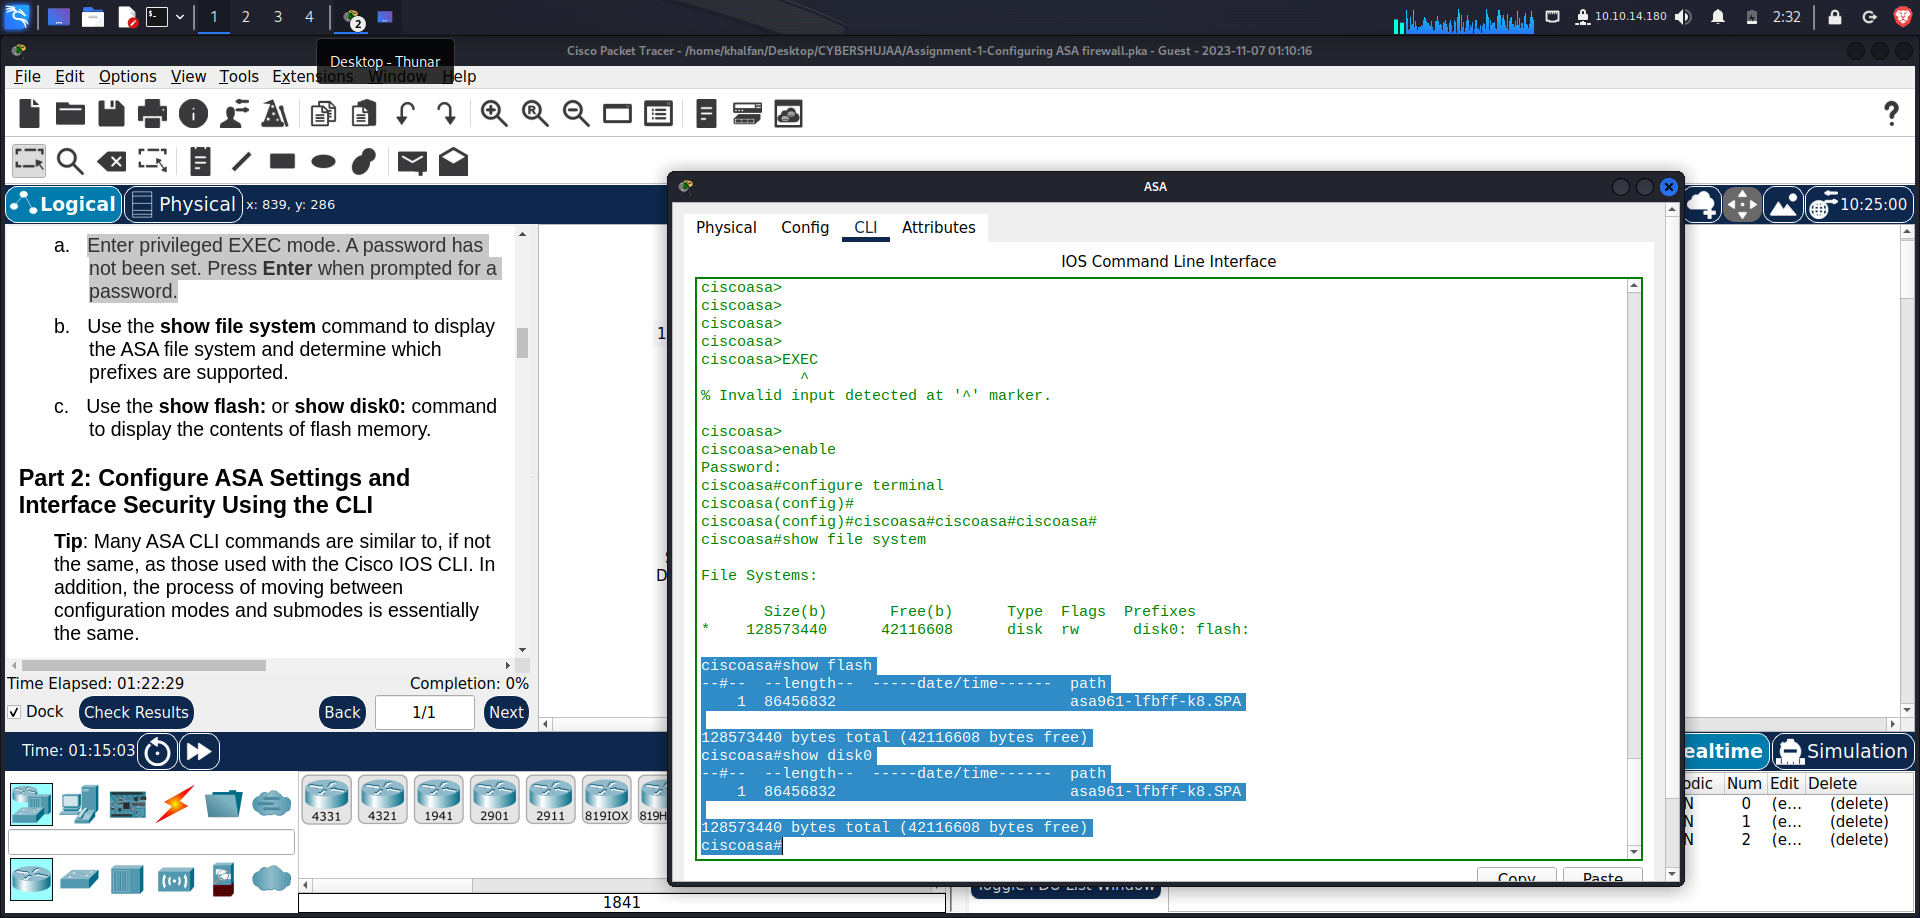 1 2 3 4 2 10.10.14.180 2:32
Cisco Packet Tracer - /home/khalfan/Desktop/CYBERSHUJAA/Assignment-1-Configuring ASA firewall.pka - Guest - 2023-11-07 01:10:16
Desktop - Thunar
File Edit Options View Tools Extensions Window Help
Logical Physical x: 839, y: 286
10:25:00
a. Enter privileged EXEC mode. A password has
not been set. Press Enter when prompted for a
password.
b. Use the show file system command to display
the ASA file system and determine which
prefixes are supported.
c. Use the show flash: or show disk0: command
to display the contents of flash memory.
Part 2: Configure ASA Settings and
Interface Security Using the CLI
Tip: Many ASA CLI commands are similar to, if not
the same, as those used with the Cisco IOS CLI. In
addition, the process of moving between
configuration modes and submodes is essentially
the same.
Time Elapsed: 01:22:29 Completion: 0%
Dock Check Results Back 1/1 Next
Time: 01:15:03
4331 4321 1941 2901 2911 819IOX 819H
1841
1
D
ASA
Physical Config CLI Attributes
IOS Command Line Interface
ciscoasa>
ciscoasa>
ciscoasa>
ciscoasa>
ciscoasa>EXEC
^
% Invalid input detected at '^' marker.
ciscoasa>
ciscoasa>enable
Password:
ciscoasa#configure terminal
ciscoasa(config)#
ciscoasa(config)#ciscoasa#ciscoasa#ciscoasa#
ciscoasa#show file system
File Systems:
Size(b) Free(b) Type Flags Prefixes
* 128573440 42116608 disk rw disk0: flash:
ciscoasa#show flash
--#-- --length-- -----date/time------ path
1 86456832 asa961-lfbff-k8.SPA
128573440 bytes total (42116608 bytes free)
ciscoasa#show disk0
--#-- --length-- -----date/time------ path
1 86456832 asa961-lfbff-k8.SPA
128573440 bytes total (42116608 bytes free)
ciscoasa#
Copy Paste
Toggle PDU List Window
ealtime Simulation
odic Num Edit Delete
N 0 (e... (delete)
N 1 (e... (delete)
N 2 (e... (delete)